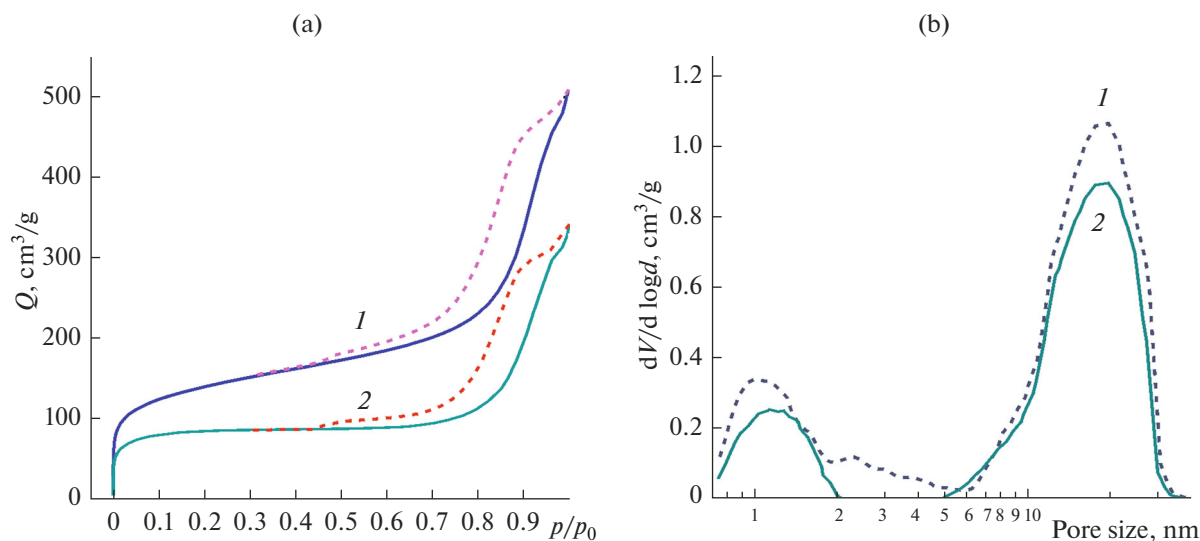 (a)
500
400
300
200
100
0
Q, cm³/g
1
2
0 0.1 0.2 0.3 0.4 0.5 0.6 0.7 0.8 0.9 p/p₀
(b)
1.2
1.0
0.8
0.6
0.4
0.2
0
dV/d logd, cm³/g
1
2
1 2 3 4 5 6 7 8 9 10
Pore size, nm